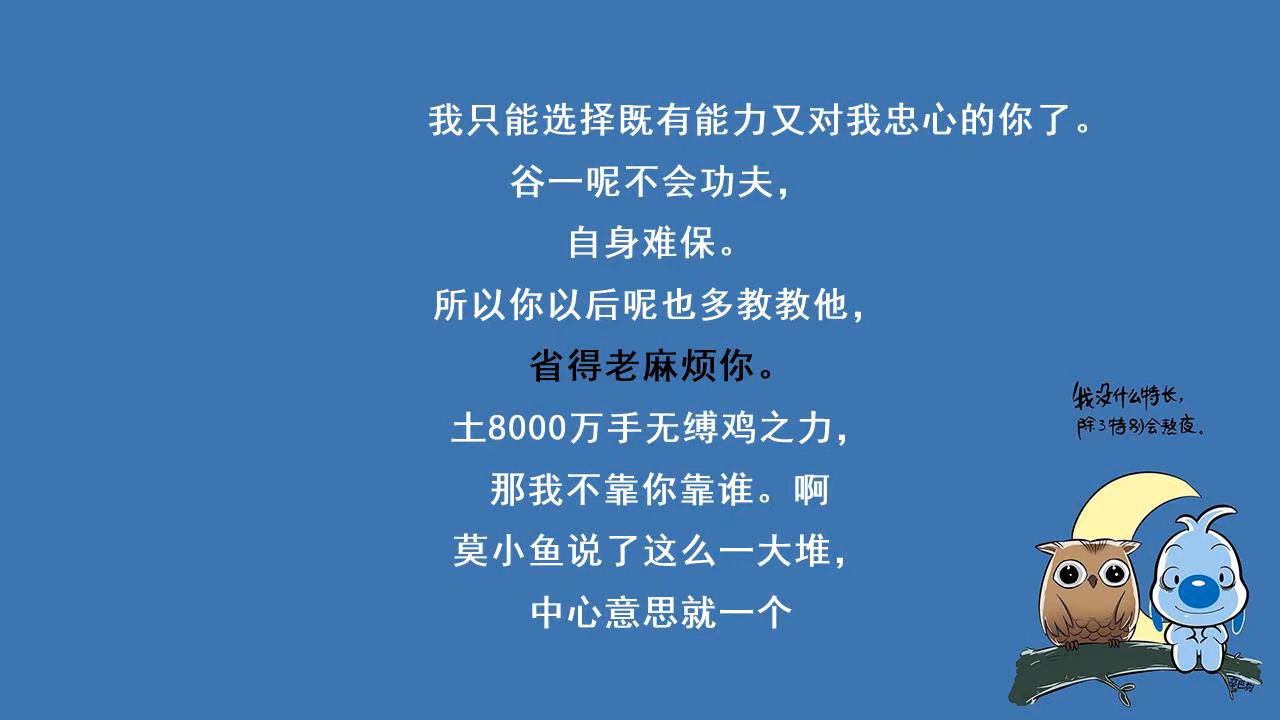 我只能选择既有能力又对我忠心的你了。
谷一呢不会功夫，
自身难保。
所以你以后呢也多教教他，
省得老麻烦你。
土8000万手无缚鸡之力，
那我不靠你靠谁。啊
莫小鱼说了这么一大堆，
中心意思就一个
我没什么特长，
除了特别会熬夜。